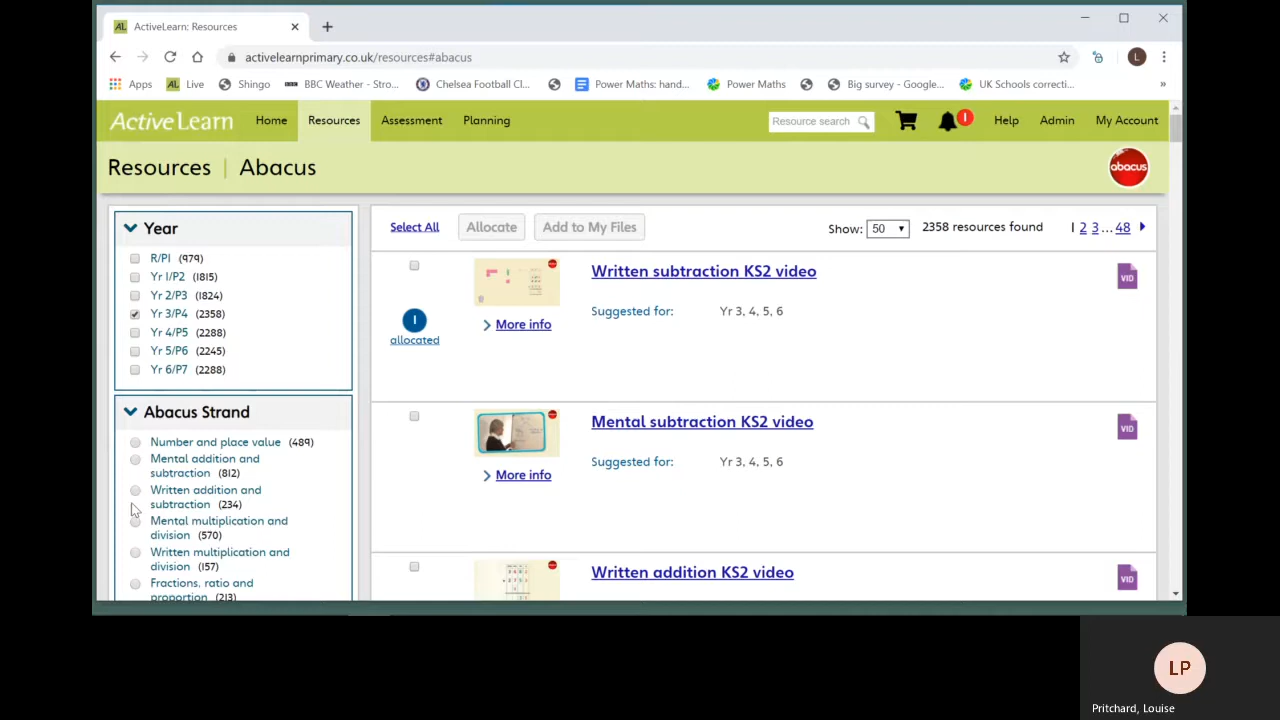 AL ActiveLearn: Resources
activelearnprimary.co.uk/resources#abacus
L
Apps AL Live Shingo BBC Weather - Stro... Chelsea Football Cl... Power Maths: hand... Power Maths Big survey - Google... UK Schools correcti... »
ActiveLearn Home Resources Assessment Planning Resource search 1 Help Admin My Account
Resources | Abacus
abacus
Year
R/P1 (979)
Yr 1/P2 (1815)
Yr 2/P3 (1824)
Yr 3/P4 (2358)
Yr 4/P5 (2288)
Yr 5/P6 (2245)
Yr 6/P7 (2288)
Abacus Strand
Number and place value (489)
Mental addition and
subtraction (812)
Written addition and
subtraction (234)
Mental multiplication and
division (570)
Written multiplication and
division (157)
Fractions, ratio and
proportion (213)
Select All Allocate Add to My Files Show: 50 2358 resources found 1 2 3 ... 48
Written subtraction KS2 video
VID
Suggested for: Yr 3, 4, 5, 6
1
allocated
More info
Mental subtraction KS2 video
VID
Suggested for: Yr 3, 4, 5, 6
More info
Written addition KS2 video
VID
LP
Pritchard, Louise